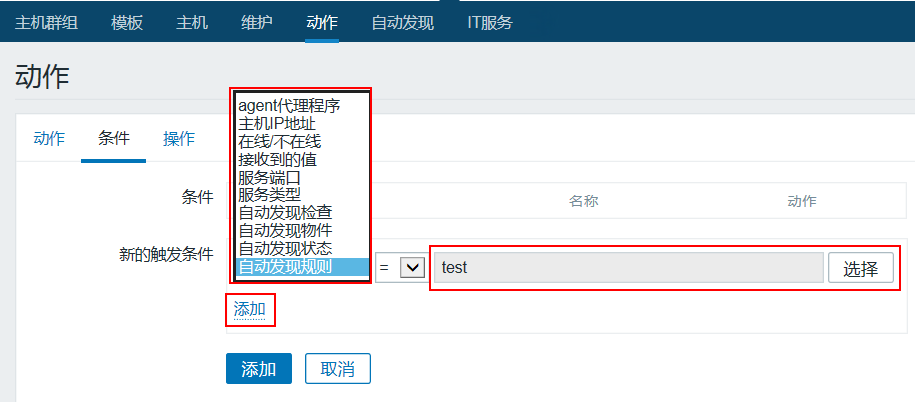 主机群组 模板 主机 维护 动作 自动发现 IT服务
动作
动作 条件 操作
agent代理程序
主机IP地址
在线/不在线
接收到的值
服务端口
服务类型
自动发现检查
自动发现物件
自动发现状态
自动发现规则
条件 名称 动作
新的触发条件 = test 选择
添加
添加 取消